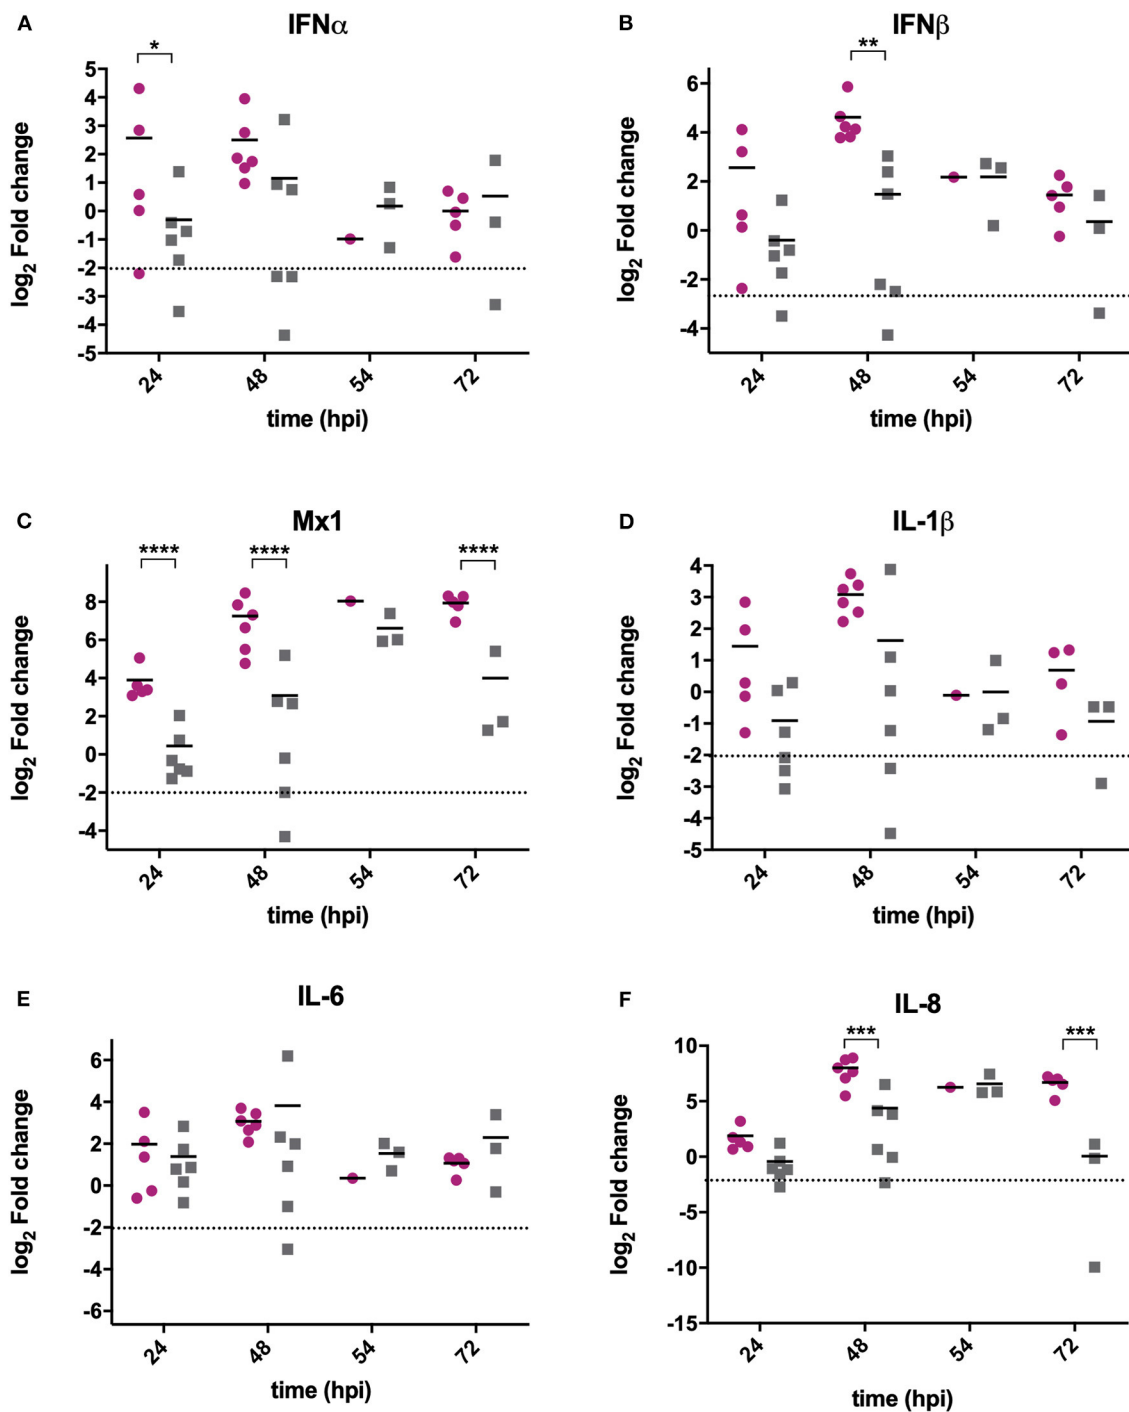 A
IFNα
*
log2 Fold change
5
4
3
2
1
0
-1
-2
-3
-4
-5
24
48
54
72
time (hpi)
B
IFNβ
**
log2 Fold change
6
4
2
0
-2
-4
24
48
54
72
time (hpi)
C
Mx1
**** **** ****
log2 Fold change
8
6
4
2
0
-2
-4
24
48
54
72
time (hpi)
D
IL-1β
log2 Fold change
4
3
2
1
0
-1
-2
-3
-4
-5
24
48
54
72
time (hpi)
E
IL-6
log2 Fold change
6
4
2
0
-2
-4
-6
24
48
54
72
time (hpi)
F
IL-8
*** ***
log2 Fold change
10
5
0
-5
-10
-15
24
48
54
72
time (hpi)